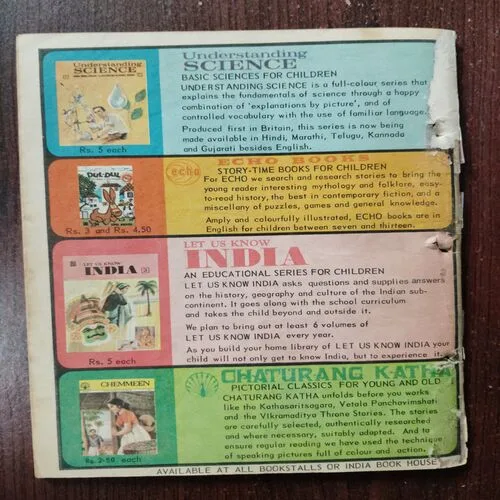 Understanding
SCIENCE
Rs. 5 each
Understanding
SCIENCE
BASIC SCIENCES FOR CHILDREN
UNDERSTANDING SCIENCE is a full-colour series that
explains the fundamentals of science through a happy
combination of 'explanations by picture', and of
controlled vocabulary with the use of familiar language.
Produced first in Britain, this series is now being
made available in Hindi, Marathi, Telugu, Kannada
and Gujarati besides English.
Rs. 3 and Rs. 4.50
echo
ECHO BOOKS
STORY-TIME BOOKS FOR CHILDREN
For ECHO we search and research stories to bring the
young reader interesting mythology and folklore, easy-
to-read history, the best in contemporary fiction, and a
miscellany of puzzles, games and general knowledge.
Amply and colourfully illustrated, ECHO books are in
English for children between seven and thirteen.
LET US KNOW
INDIA
Rs. 5 each
LET US KNOW
INDIA
AN EDUCATIONAL SERIES FOR CHILDREN
LET US KNOW INDIA asks questions and supplies answers
on the history, geography and culture of the Indian sub-
continent. It goes along with the school curriculum
and takes the child beyond and outside it.
We plan to bring out at least 6 volumes of
LET US KNOW INDIA every year.
As you build your home library of LET US KNOW INDIA your
child will not only get to know India, but to experience it.
CHEMMEEN
Rs. 2-50. each
CHATURANG KATHA
PICTORIAL CLASSICS FOR YOUNG AND OLD
CHATURANG KATHA unfolds before you works
like the Kathasaritsagara, Vetala Panchavimshati
and the Vikramaditya Throne Stories. The stories
are carefully selected, authentically researched
and where necessary, suitably adapted. And to
ensure regular reading we have used the technique
of speaking pictures full of colour and action.
AVAILABLE AT ALL BOOKSTALLS OR INDIA BOOK HOUSE